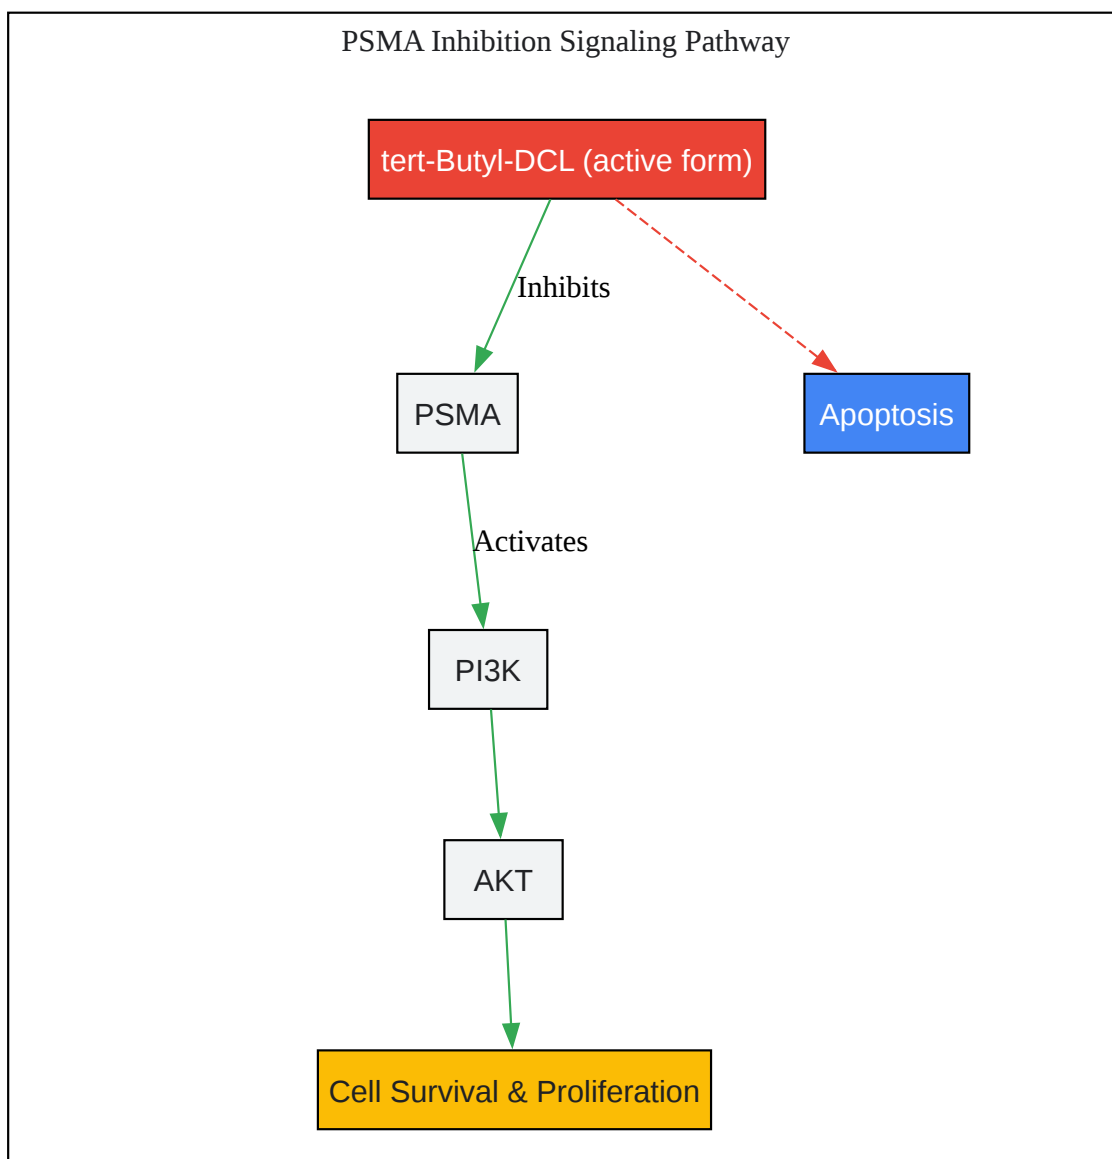 PSMA Inhibition Signaling Pathway
tert-Butyl-DCL (active form)
Inhibits
PSMA
Apoptosis
Activates
PI3K
AKT
Cell Survival & Proliferation